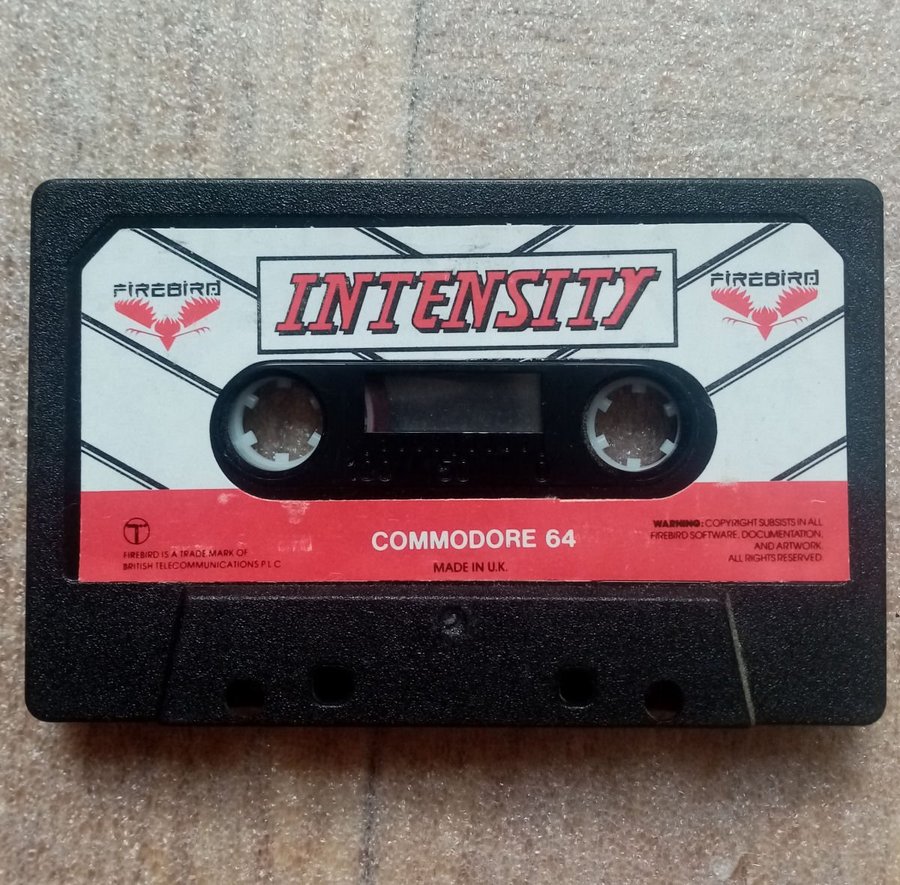 INTENSITY
FIREBIRD
FIREBIRD
COMMODORE 64
MADE IN U.K.
T
FIREBIRD IS A TRADE MARK OF
BRITISH TELECOMMUNICATIONS P L C
WARNING: COPYRIGHT SUBSISTS IN ALL
FIREBIRD SOFTWARE, DOCUMENTATION,
AND ARTWORK.
ALL RIGHTS RESERVED.